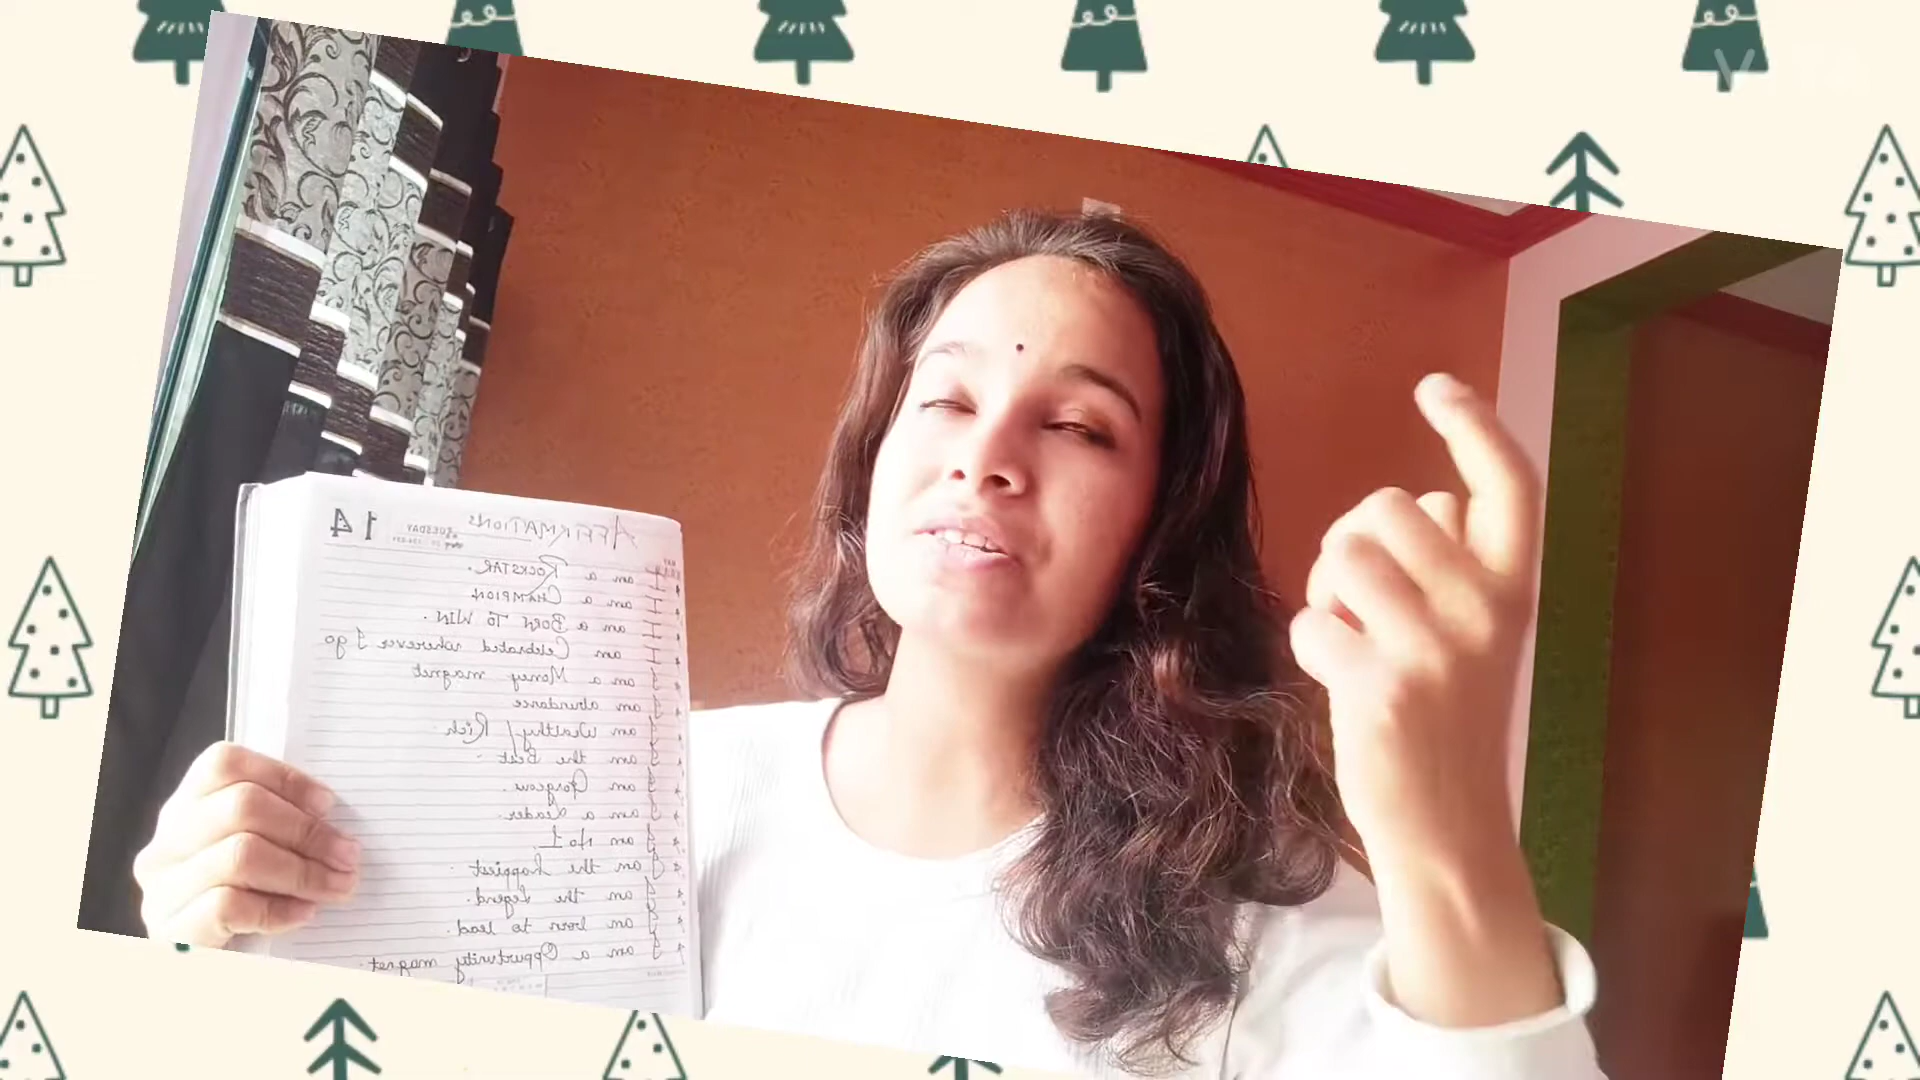 14 TUESDAY
AFFIRMATIONS
MAY
* I am a ROCKSTAR.
* I am a CHAMPION
* I am a BORN TO WIN.
* I am Celebrated wherever I go
* I am a Money magnet
* I am abundance
* I am Wealthy/Rich.
* I am the Best.
* I am Gorgeous.
* I am a Leader.
* I am No 1.
* I am the happiest.
* I am the Legend.
* I am born to lead.
* I am a Oppurtunity magnet.